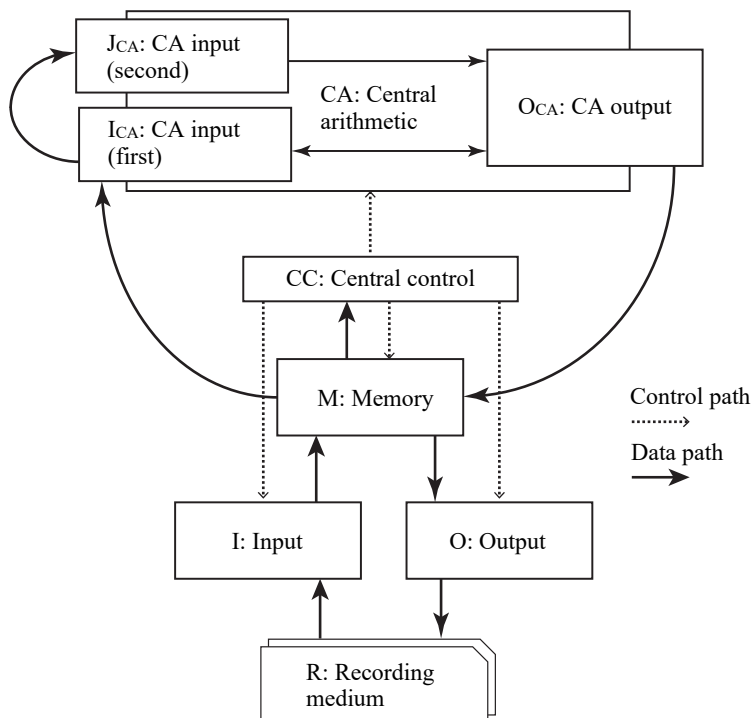 JCA: CA input
(second)
ICA: CA input
(first)
CA: Central
arithmetic
OCA: CA output
CC: Central control
M: Memory
Control path
Data path
I: Input
O: Output
R: Recording
medium